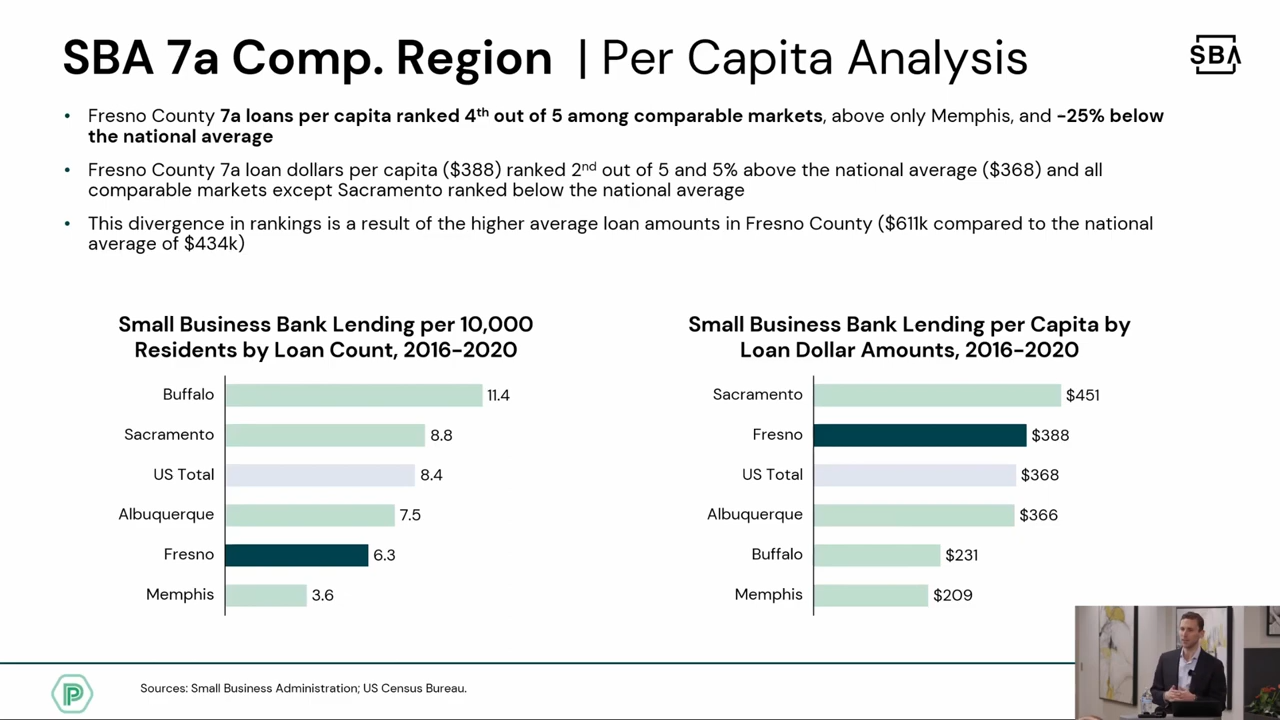 SBA 7a Comp. Region | Per Capita Analysis
SBA
• Fresno County 7a loans per capita ranked 4th out of 5 among comparable markets, above only Memphis, and -25% below
the national average
• Fresno County 7a loan dollars per capita ($388) ranked 2nd out of 5 and 5% above the national average ($368) and all
comparable markets except Sacramento ranked below the national average
• This divergence in rankings is a result of the higher average loan amounts in Fresno County ($611k compared to the national
average of $434k)
Small Business Bank Lending per 10,000
Residents by Loan Count, 2016-2020
Buffalo 11.4
Sacramento 8.8
US Total 8.4
Albuquerque 7.5
Fresno 6.3
Memphis 3.6
Small Business Bank Lending per Capita by
Loan Dollar Amounts, 2016-2020
Sacramento $451
Fresno $388
US Total $368
Albuquerque $366
Buffalo $231
Memphis $209
P
Sources: Small Business Administration; US Census Bureau.